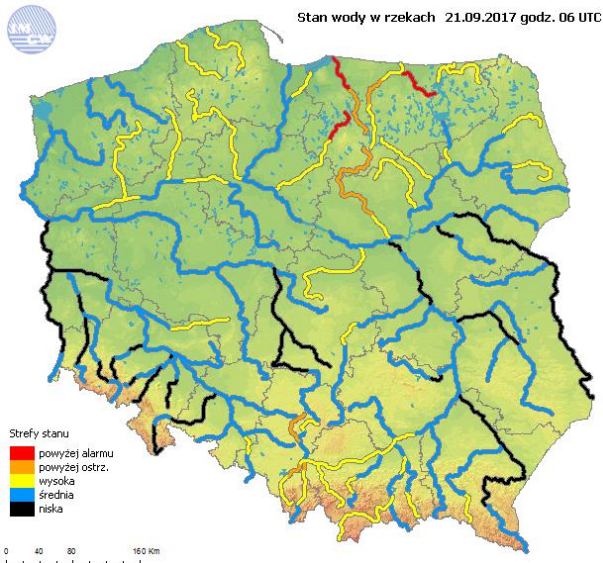 Stan wody w rzekach 21.09.2017 godz. 06 UTC
Strefy stanu
powyżej alarmu
powyżej ostrz.
wysoka
średnia
niska
0 40 80 160 Km